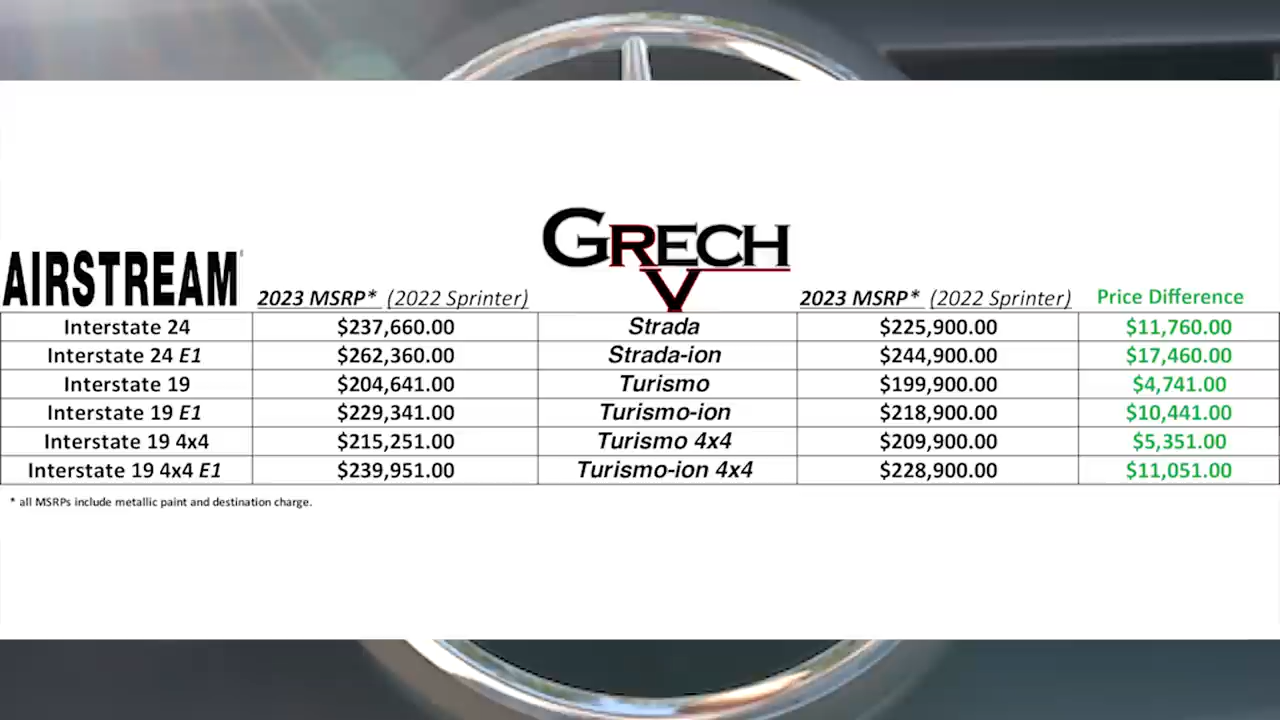 GRECH
RV
AIRSTREAM
2023 MSRP* (2022 Sprinter)
2023 MSRP* (2022 Sprinter)
Price Difference
Interstate 24 $237,660.00 Strada $225,900.00 $11,760.00
Interstate 24 E1 $262,360.00 Strada-ion $244,900.00 $17,460.00
Interstate 19 $204,641.00 Turismo $199,900.00 $4,741.00
Interstate 19 E1 $229,341.00 Turismo-ion $218,900.00 $10,441.00
Interstate 19 4x4 $215,251.00 Turismo 4x4 $209,900.00 $5,351.00
Interstate 19 4x4 E1 $239,951.00 Turismo-ion 4x4 $228,900.00 $11,051.00
* all MSRPs include metallic paint and destination charge.